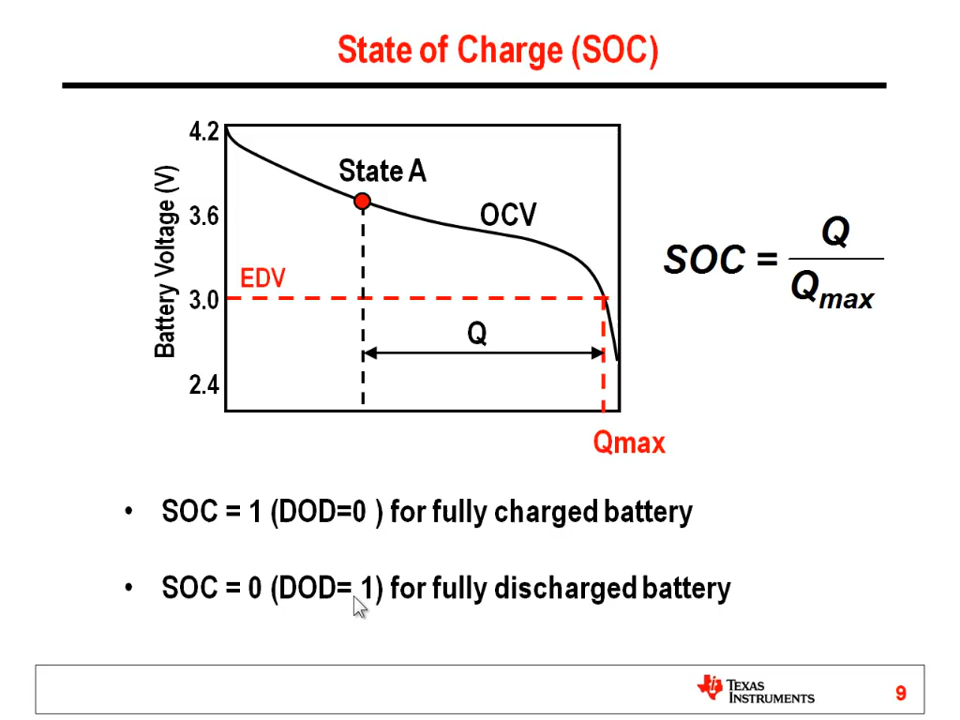 State of Charge (SOC)
4.2
State A
3.6
OCV
Battery Voltage (V)
EDV
3.0
Q
2.4
Qmax
SOC = Q / Qmax
• SOC = 1 (DOD=0 ) for fully charged battery
• SOC = 0 (DOD= 1) for fully discharged battery
TEXAS
INSTRUMENTS
9